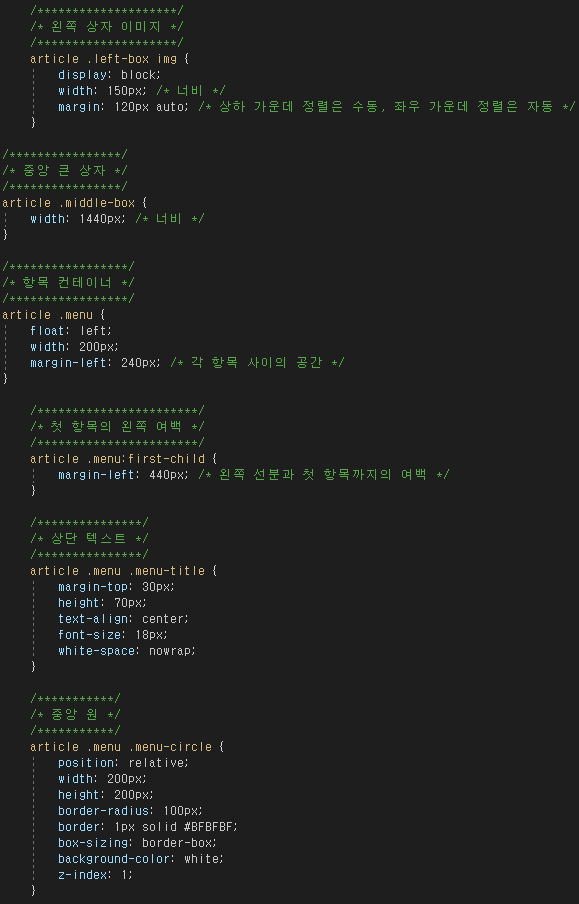 /********************/
/* 왼쪽 상자 이미지 */
/********************/
article .left-box img {
display: block;
width: 150px; /* 너비 */
margin: 120px auto; /* 상하 가운데 정렬은 수동, 좌우 가운데 정렬은 자동 */
}
/****************/
/* 중앙 큰 상자 */
/****************/
article .middle-box {
width: 1440px; /* 너비 */
}
/*****************/
/* 항목 컨테이너 */
/*****************/
article .menu {
float: left;
width: 200px;
margin-left: 240px; /* 각 항목 사이의 공간 */
}
/***********************/
/* 첫 항목의 왼쪽 여백 */
/***********************/
article .menu:first-child {
margin-left: 440px; /* 왼쪽 선분과 첫 항목까지의 여백 */
}
/***************/
/* 상단 텍스트 */
/***************/
article .menu .menu-title {
margin-top: 30px;
height: 70px;
text-align: center;
font-size: 18px;
white-space: nowrap;
}
/***********/
/* 중앙 원 */
/***********/
article .menu .menu-circle {
position: relative;
width: 200px;
height: 200px;
border-radius: 100px;
border: 1px solid #BFBFBF;
box-sizing: border-box;
background-color: white;
z-index: 1;
}